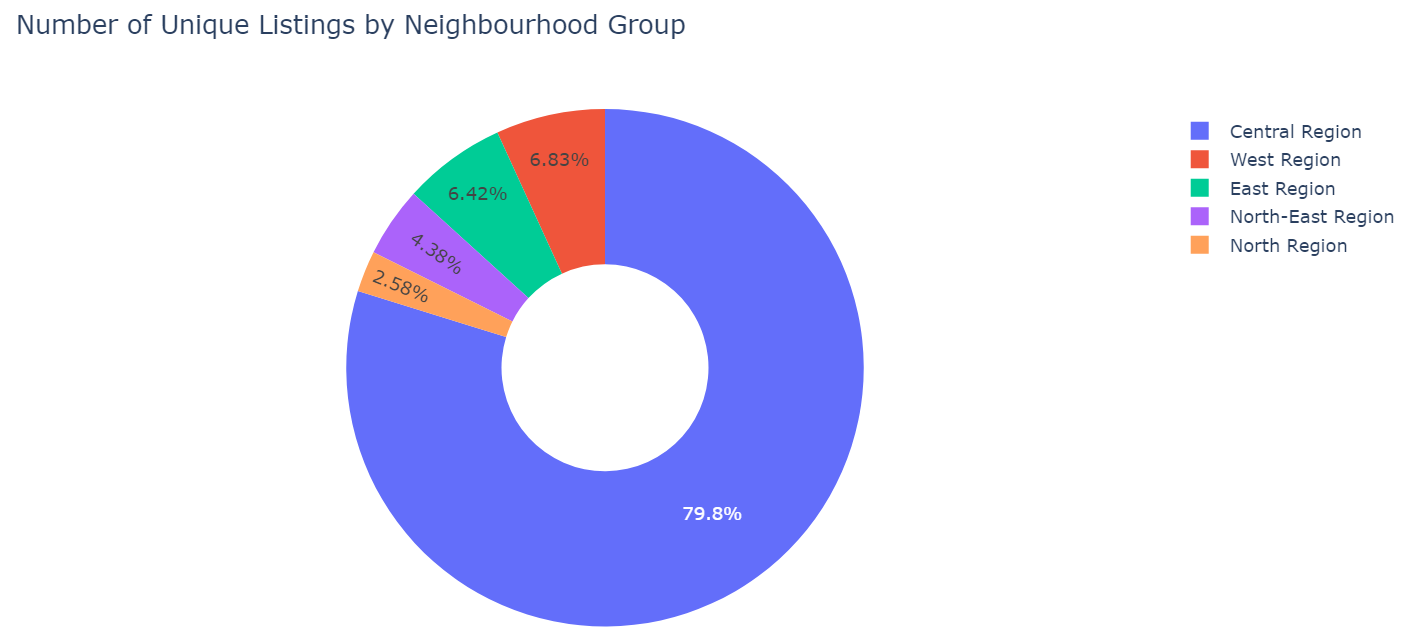 Number of Unique Listings by Neighbourhood Group
6.83%
6.42%
4.38%
2.58%
79.8%
Central Region
West Region
East Region
North-East Region
North Region